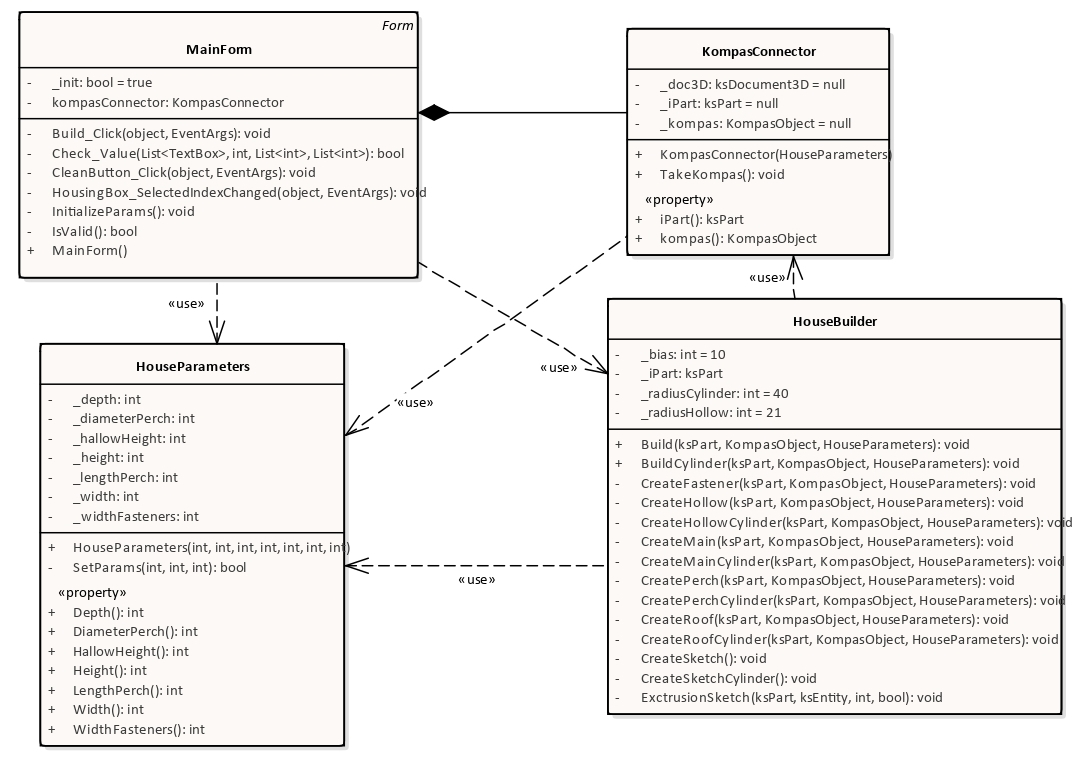 Form
MainForm
- _init: bool = true
- kompasConnector: KompasConnector
- Build_Click(object, EventArgs): void
- Check_Value(List<TextBox>, int, List<int>, List<int>): bool
- CleanButton_Click(object, EventArgs): void
- HousingBox_SelectedIndexChanged(object, EventArgs): void
- InitializeParams(): void
- IsValid(): bool
+ MainForm()
KompasConnector
- _doc3D: ksDocument3D = null
- _iPart: ksPart = null
- _kompas: KompasObject = null
+ KompasConnector(HouseParameters)
+ TakeKompas(): void
«property»
+ iPart(): ksPart
+ kompas(): KompasObject
«use»
«use»
«use»
«use»
HouseParameters
- _depth: int
- _diameterPerch: int
- _hallowHeight: int
- _height: int
- _lengthPerch: int
- _width: int
- _widthFasteners: int
+ HouseParameters(int, int, int, int, int, int, int)
- SetParams(int, int, int): bool
«property»
+ Depth(): int
+ DiameterPerch(): int
+ HallowHeight(): int
+ Height(): int
+ LengthPerch(): int
+ Width(): int
+ WidthFasteners(): int
«use»
HouseBuilder
- _bias: int = 10
- _iPart: ksPart
- _radiusCylinder: int = 40
- _radiusHollow: int = 21
+ Build(ksPart, KompasObject, HouseParameters): void
+ BuildCylinder(ksPart, KompasObject, HouseParameters): void
- CreateFastener(ksPart, KompasObject, HouseParameters): void
- CreateHollow(ksPart, KompasObject, HouseParameters): void
- CreateHollowCylinder(ksPart, KompasObject, HouseParameters): void
- CreateMain(ksPart, KompasObject, HouseParameters): void
- CreateMainCylinder(ksPart, KompasObject, HouseParameters): void
- CreatePerch(ksPart, KompasObject, HouseParameters): void
- CreatePerchCylinder(ksPart, KompasObject, HouseParameters): void
- CreateRoof(ksPart, KompasObject, HouseParameters): void
- CreateRoofCylinder(ksPart, KompasObject, HouseParameters): void
- CreateSketch(): void
- CreateSketchCylinder(): void
- ExctrusionSketch(ksPart, ksEntity, int, bool): void